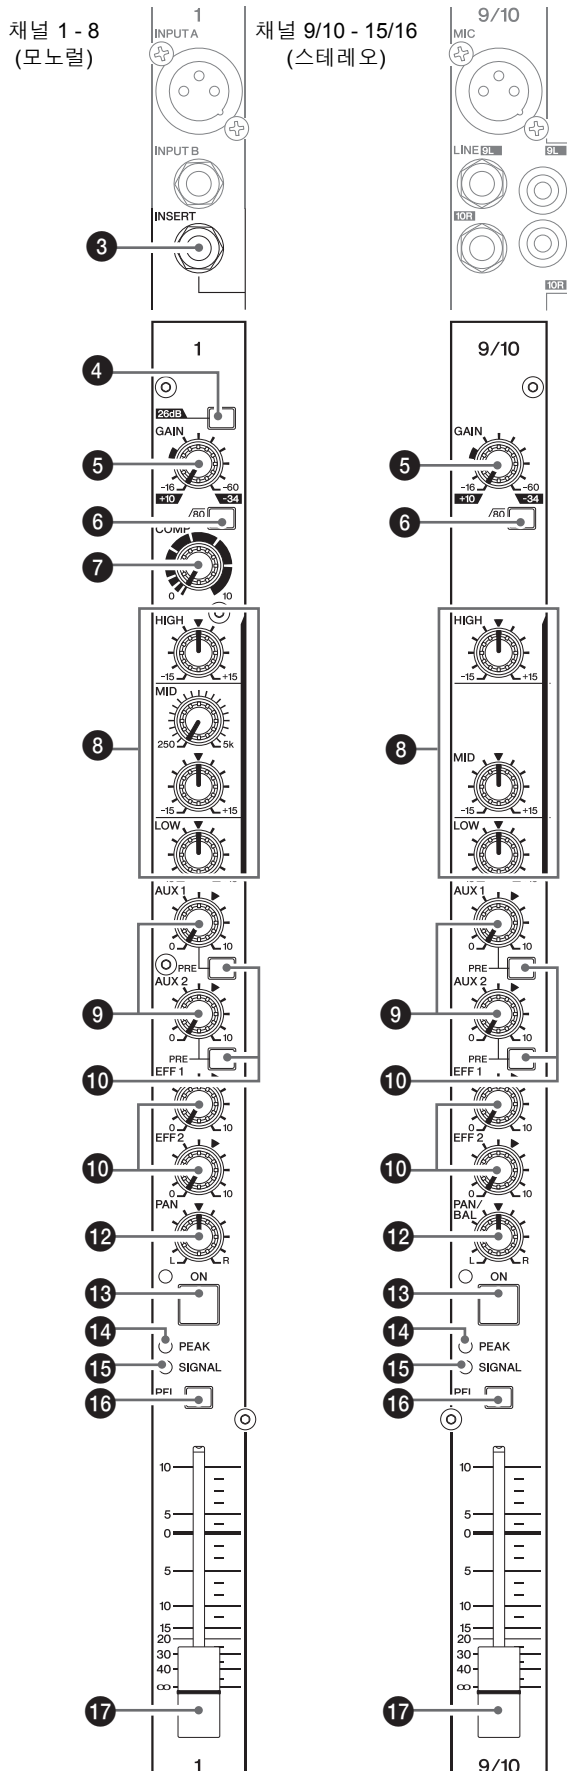 채널 1 - 8
(모노럴)
1
INPUT A
INPUT B
INSERT
3
1
4
26dB
GAIN
5
-16 -60
+10 -34
6
/80
COMP
7
0 10
HIGH
-15 +15
MID
250 5k
8
-15 +15
LOW
AUX 1
0 10
PRE
9
AUX 2
0 10
PRE
10
EFF 1
0 10
10
EFF 2
0 10
PAN
12
L R
ON
13
14
PEAK
15
SIGNAL
PFL
16
10
5
0
5
10
15
20
30
40
∞
17
1
채널 9/10 - 15/16
(스테레오)
9/10
MIC
LINE 9L 9L
10R
10R
9/10
GAIN
5
-16 -60
+10 -34
/80
6
HIGH
-15 +15
8
MID
-15 +15
LOW
AUX 1
0 10
PRE
9
AUX 2
0 10
PRE
10
EFF 1
0 10
10
EFF 2
0 10
PAN/
BAL
12
L R
ON
13
14
PEAK
15
SIGNAL
PFL
16
10
5
0
5
10
15
20
30
40
∞
17
9/10